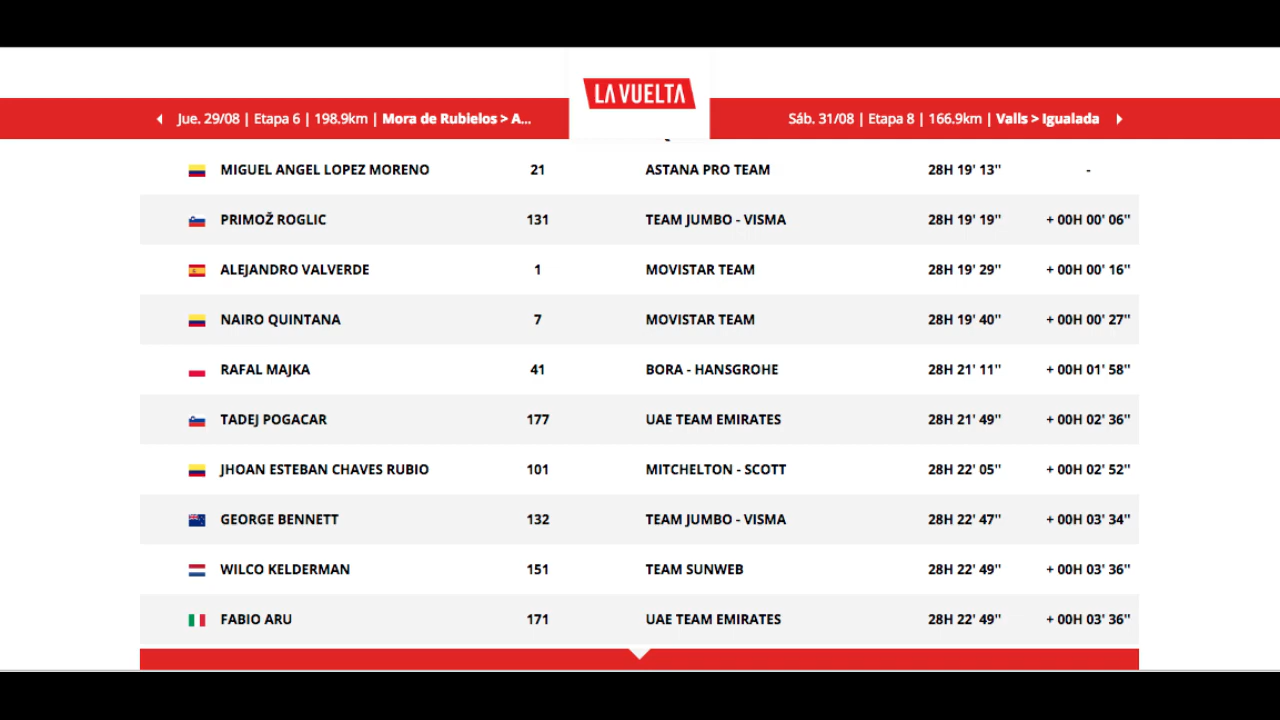 LA VUELTA
Jue. 29/08 | Etapa 6 | 198.9km | Mora de Rubielos > A...
Sáb. 31/08 | Etapa 8 | 166.9km | Valls > Igualada
MIGUEL ANGEL LOPEZ MORENO 21 ASTANA PRO TEAM 28H 19' 13'' -
PRIMOŽ ROGLIC 131 TEAM JUMBO - VISMA 28H 19' 19'' + 00H 00' 06''
ALEJANDRO VALVERDE 1 MOVISTAR TEAM 28H 19' 29'' + 00H 00' 16''
NAIRO QUINTANA 7 MOVISTAR TEAM 28H 19' 40'' + 00H 00' 27''
RAFAL MAJKA 41 BORA - HANSGROHE 28H 21' 11'' + 00H 01' 58''
TADEJ POGACAR 177 UAE TEAM EMIRATES 28H 21' 49'' + 00H 02' 36''
JHOAN ESTEBAN CHAVES RUBIO 101 MITCHELTON - SCOTT 28H 22' 05'' + 00H 02' 52''
GEORGE BENNETT 132 TEAM JUMBO - VISMA 28H 22' 47'' + 00H 03' 34''
WILCO KELDERMAN 151 TEAM SUNWEB 28H 22' 49'' + 00H 03' 36''
FABIO ARU 171 UAE TEAM EMIRATES 28H 22' 49'' + 00H 03' 36''